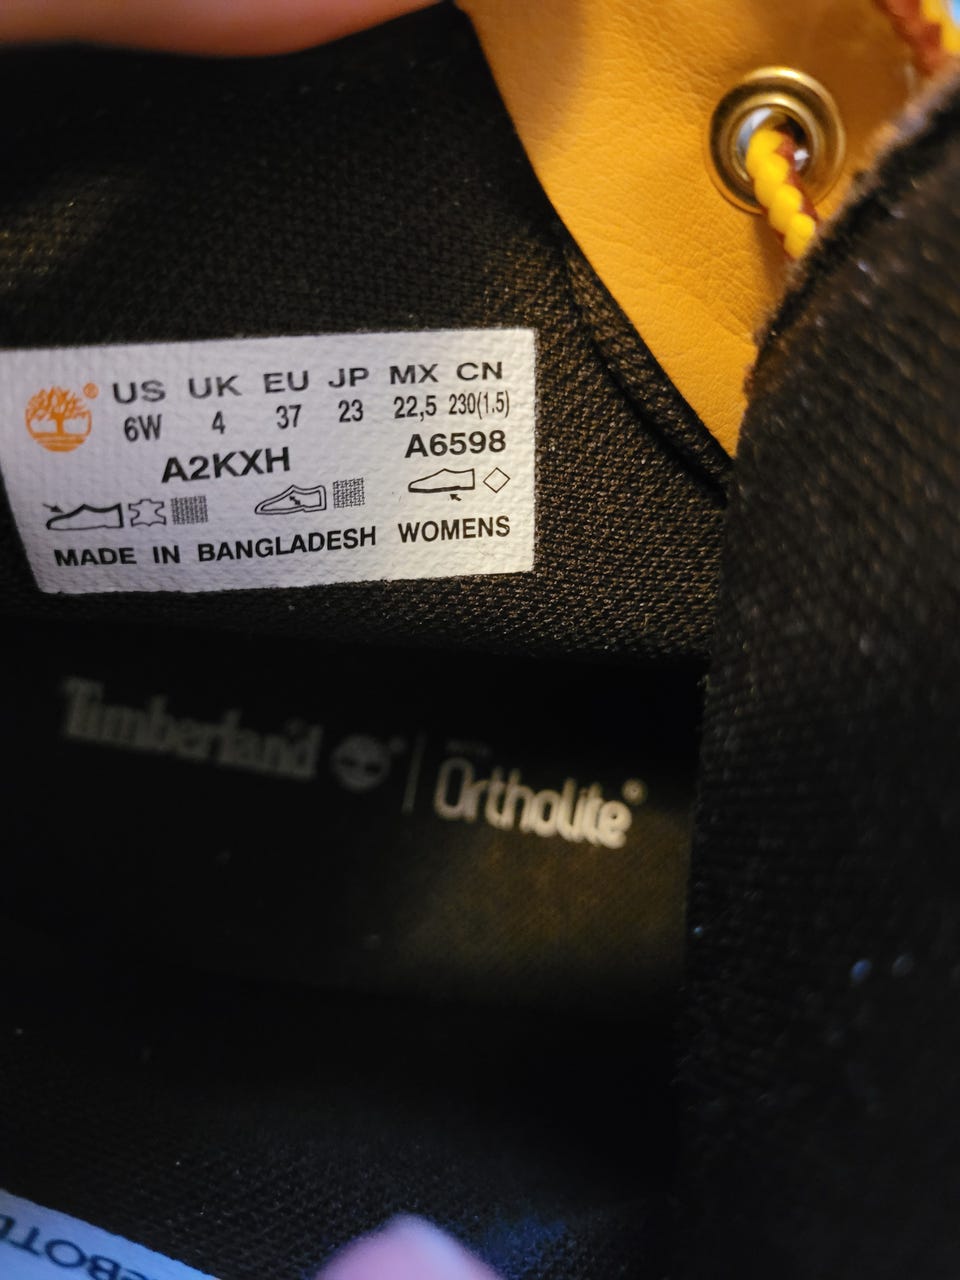 US UK EU JP MX CN
6W 4 37 23 22,5 230(1.5)
A2KXH A6598
MADE IN BANGLADESH WOMENS
Timberland Ortholite